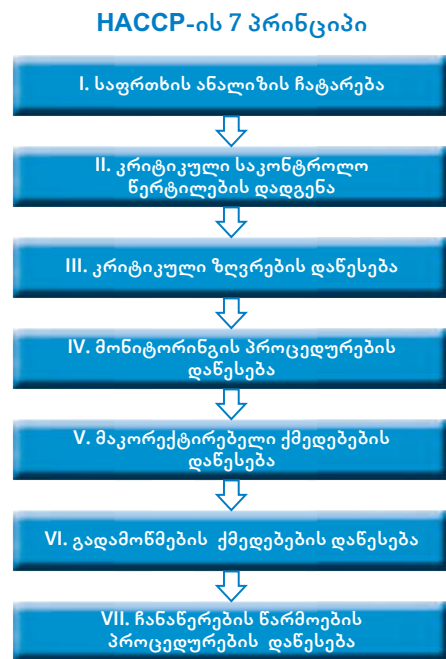 HACCP-ის 7 პრინციპი
I. საფრთხის ანალიზის ჩატარება
II. კრიტიკული საკონტროლო
წერტილების დადგენა
III. კრიტიკული ზღვრების დაწესება
IV. მონიტორინგის პროცედურების
დაწესება
V. მაკორექტირებელი ქმედებების
დაწესება
VI. გადამოწმების ქმედებების დაწესება
VII. ჩანაწერების წარმოების
პროცედურების დაწესება